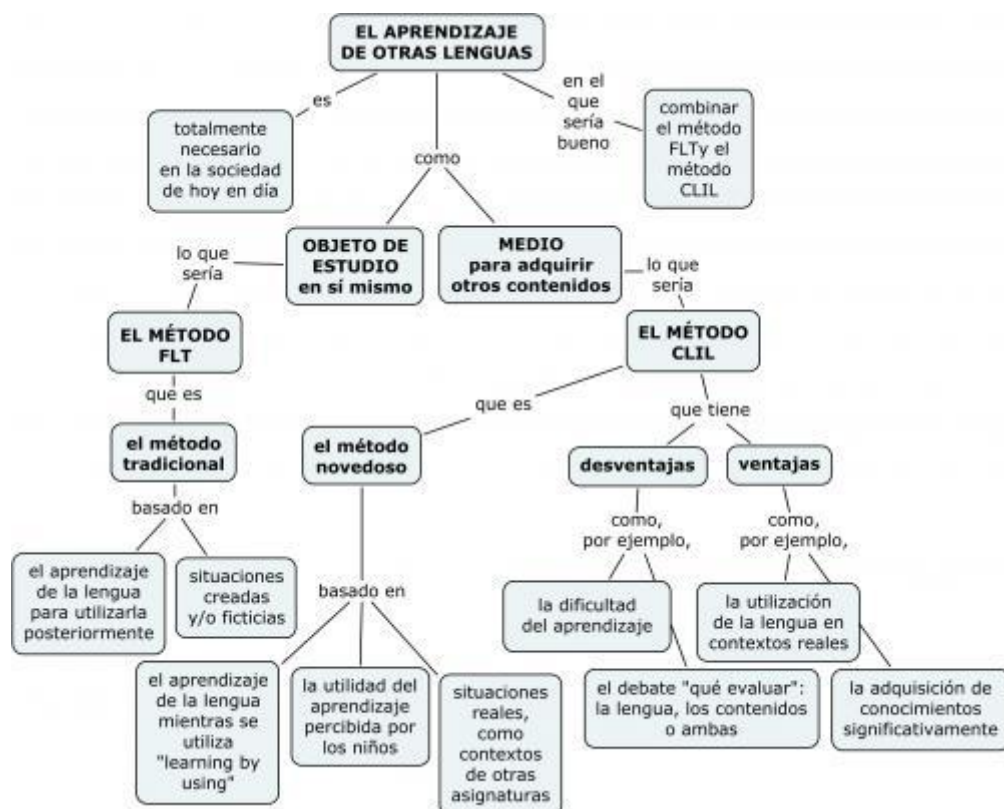 EL APRENDIZAJE
DE OTRAS LENGUAS
es
totalmente
necesario
en la sociedad
de hoy en día
como
en el
que
sería
bueno
combinar
el método
FLTy el
método
CLIL
OBJETO DE
ESTUDIO
en sí mismo
MEDIO
para adquirir
otros contenidos
lo que
sería
lo que
sería
EL MÉTODO
FLT
EL MÉTODO
CLIL
que es
que es
que tiene
el método
tradicional
el método
novedoso
desventajas
ventajas
basado en
el aprendizaje
de la lengua
para utilizarla
posteriormente
situaciones
creadas
y/o ficticias
basado en
el aprendizaje
de la lengua
mientras se
utiliza
"learning by
using"
la utilidad del
aprendizaje
percibida por
los niños
situaciones
reales,
como
contextos
de otras
asignaturas
como,
por ejemplo,
la dificultad
del aprendizaje
el debate "qué evaluar":
la lengua, los contenidos
o ambas
como,
por ejemplo,
la utilización
de la lengua en
contextos reales
la adquisición de
conocimientos
significativamente